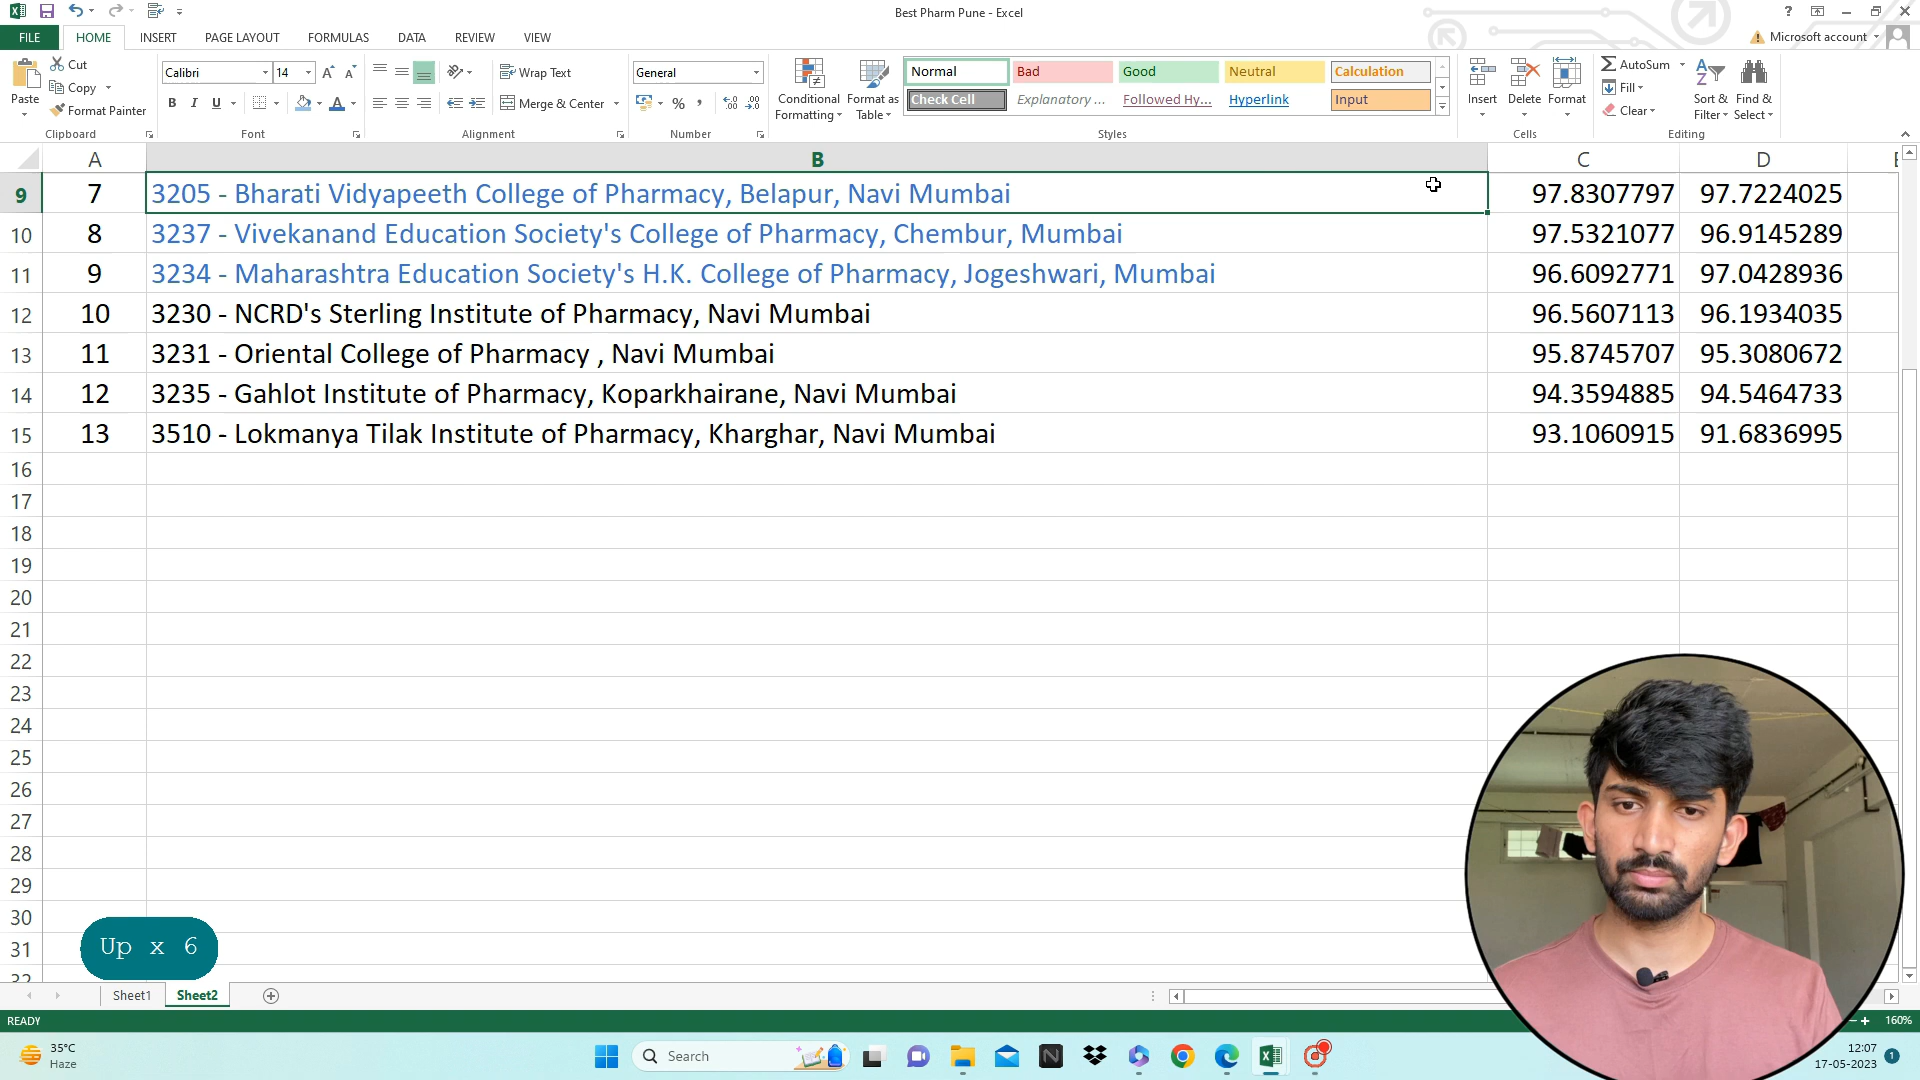 Best Pharm Pune - Excel
?
FILE HOME INSERT PAGE LAYOUT FORMULAS DATA REVIEW VIEW Microsoft account
Paste Cut Copy Format Painter
Clipboard
Calibri 14
B I U A
Font
Wrap Text
Merge & Center
Alignment
General
%
Number
Conditional Formatting
Format as Table
Normal Bad Good Neutral Calculation
Check Cell Explanatory ... Followed Hy... Hyperlink Input
Styles
Insert Delete Format
Cells
AutoSum
Fill
Clear
Sort & Filter
Find & Select
Editing
A B C D
9 7 3205 - Bharati Vidyapeeth College of Pharmacy, Belapur, Navi Mumbai 97.8307797 97.7224025
10 8 3237 - Vivekanand Education Society's College of Pharmacy, Chembur, Mumbai 97.5321077 96.9145289
11 9 3234 - Maharashtra Education Society's H.K. College of Pharmacy, Jogeshwari, Mumbai 96.6092771 97.0428936
12 10 3230 - NCRD's Sterling Institute of Pharmacy, Navi Mumbai 96.5607113 96.1934035
13 11 3231 - Oriental College of Pharmacy , Navi Mumbai 95.8745707 95.3080672
14 12 3235 - Gahlot Institute of Pharmacy, Koparkhairane, Navi Mumbai 94.3594885 94.5464733
15 13 3510 - Lokmanya Tilak Institute of Pharmacy, Kharghar, Navi Mumbai 93.1060915 91.6836995
16
17
18
19
20
21
22
23
24
25
26
27
28
29
30
31
32
Up x 6
Sheet1 Sheet2
READY 160%
35°C
Haze
Search
12:07
17-05-2023
1